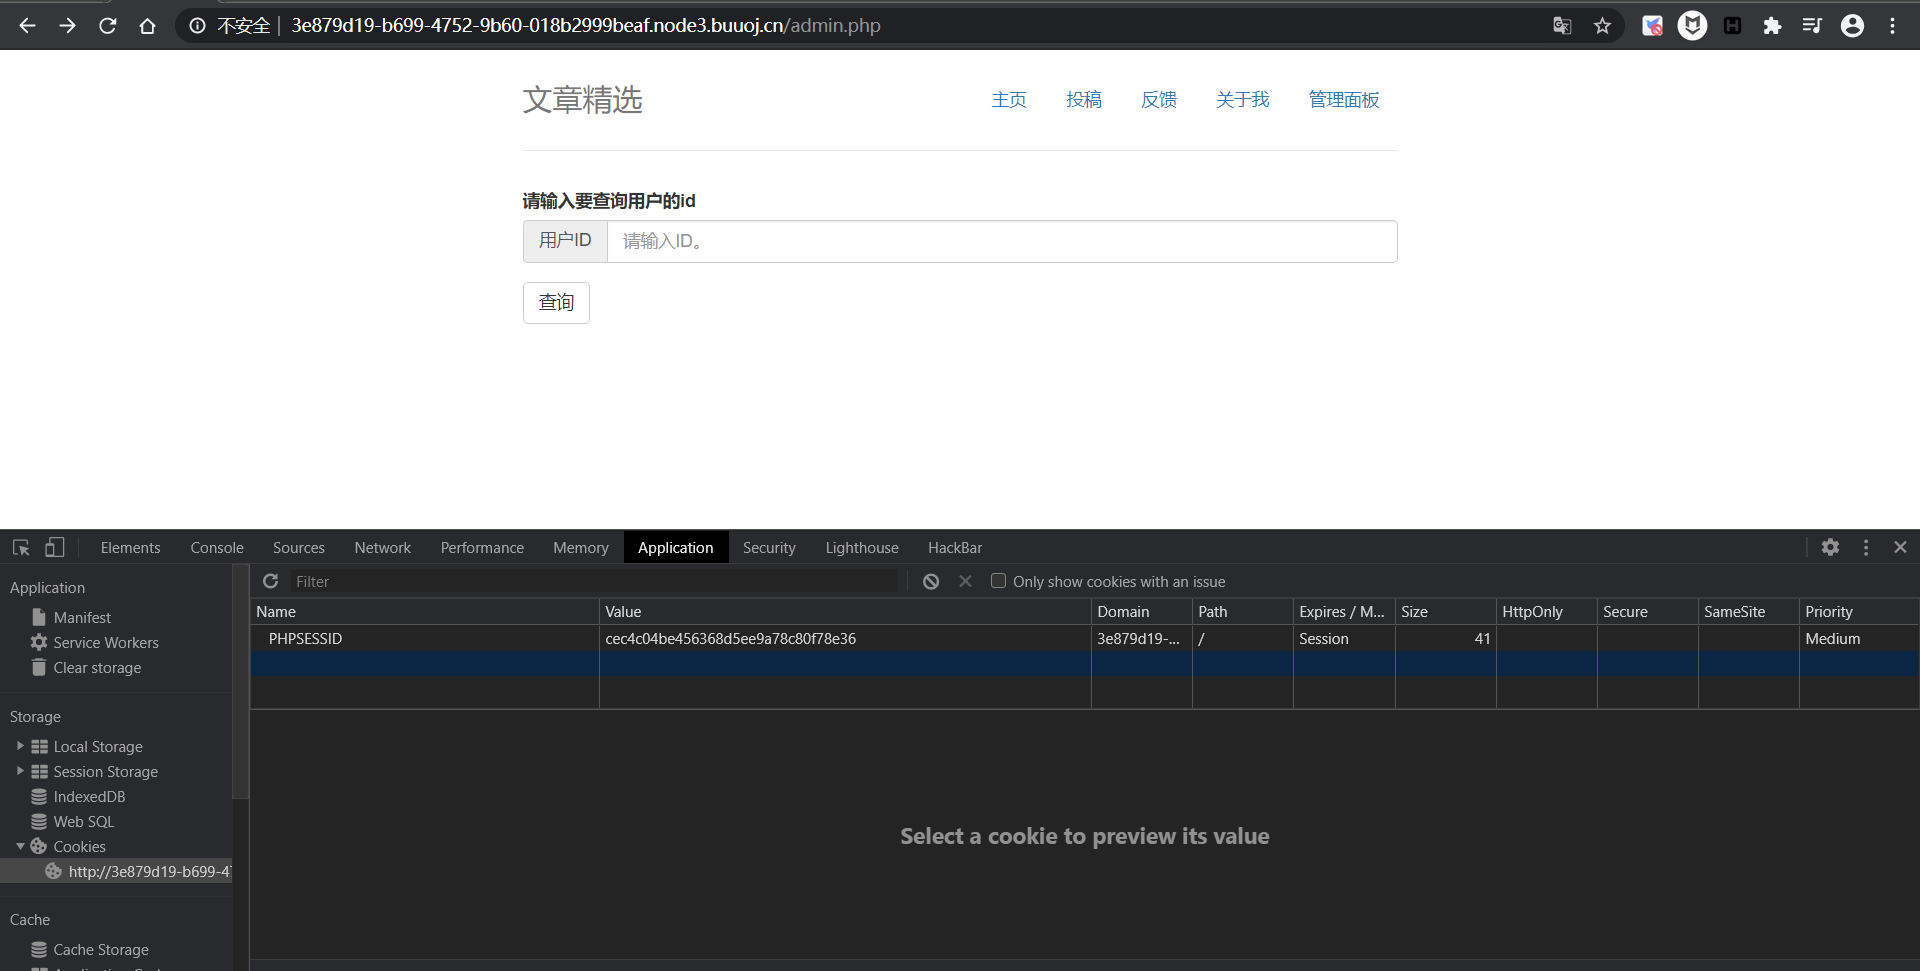 不安全 | 3e879d19-b699-4752-9b60-018b2999beaf.node3.buuoj.cn/admin.php
文章精选 主页 投稿 反馈 关于我 管理面板
请输入要查询用户的id
用户ID 请输入ID。
查询
Elements Console Sources Network Performance Memory Application Security Lighthouse HackBar
Application
Manifest
Service Workers
Clear storage
Storage
Local Storage
Session Storage
IndexedDB
Web SQL
Cookies
http://3e879d19-b699-47
Cache
Cache Storage
Filter Only show cookies with an issue
Name Value Domain Path Expires / M... Size HttpOnly Secure SameSite Priority
PHPSESSID cec4c04be456368d5ee9a78c80f78e36 3e879d19-... / Session 41 Medium
Select a cookie to preview its value